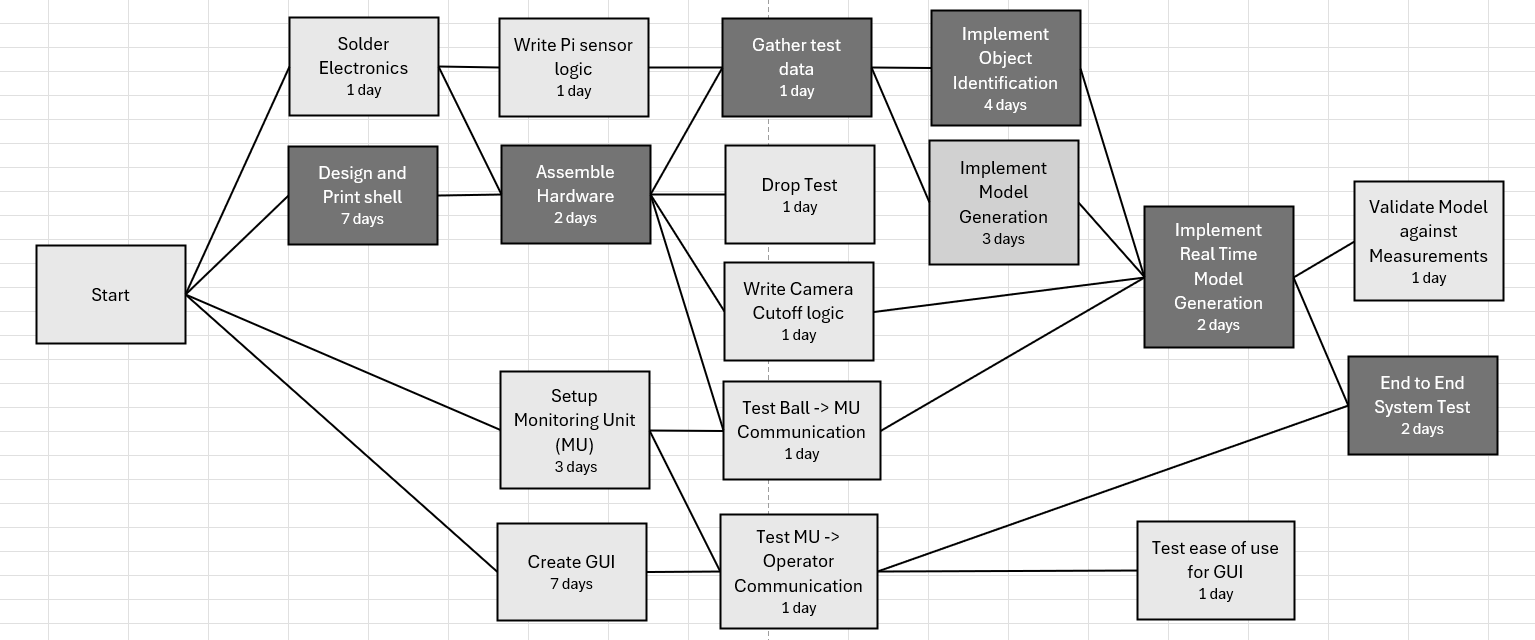 Start
Solder
Electronics
1 day
Design and
Print shell
7 days
Write Pi sensor
logic
1 day
Assemble
Hardware
2 days
Setup
Monitoring Unit
(MU)
3 days
Create GUI
7 days
Gather test
data
1 day
Drop Test
1 day
Write Camera
Cutoff logic
1 day
Test Ball -> MU
Communication
1 day
Test MU ->
Operator
Communication
1 day
Implement
Object
Identification
4 days
Implement
Model
Generation
3 days
Implement
Real Time
Model
Generation
2 days
Test ease of use
for GUI
1 day
Validate Model
against
Measurements
1 day
End to End
System Test
2 days